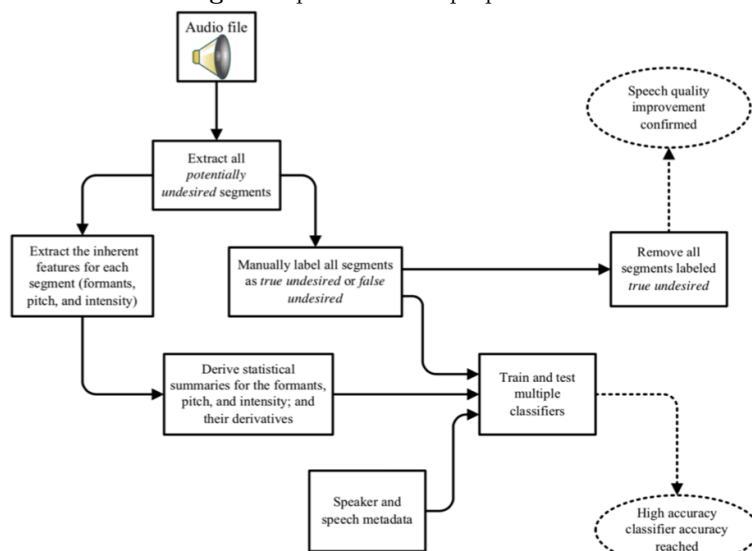 Audio file
Speech quality
improvement
confirmed
Extract all
potentially
undesired segments
Extract the inherent
features for each
segment (formants,
pitch, and intensity)
Manually label all segments
as true undesired or false
undesired
Remove all
segments labeled
true undesired
Derive statistical
summaries for the formants,
pitch, and intensity; and
their derivatives
Train and test
multiple
classifiers
Speaker and
speech metadata
High accuracy
classifier accuracy
reached